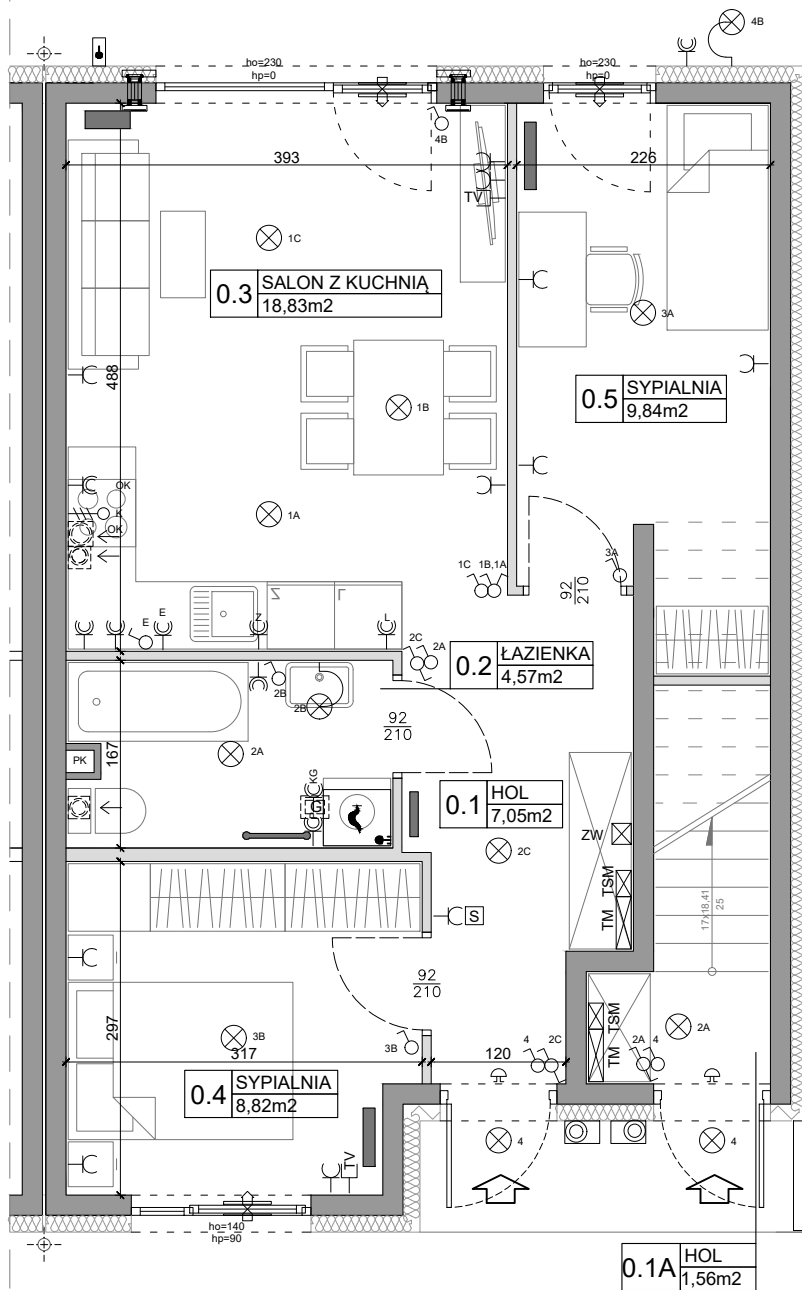 4B
ho=230
hp=0
ho=230
hp=0
4B
393
226
TV
1C
3A
0.3 SALON Z KUCHNIĄ
18,83m2
488
1B
0.5 SYPIALNIA
9,84m2
OK
K
OK
1A
1C 1B,1A
3A
92
210
E
E
Z
L
2C
2A
0.2 ŁAZIENKA
4,57m2
2B
2B
92
210
2A
167
PK
KG
G
P
0.1 HOL
7,05m2
ZW
2C
TM TSM
17x18,41
25
S
92
210
297
3B
317
3B
120
4
2C
TM TSM
2A
2A
4
0.4 SYPIALNIA
8,82m2
TV
4
4
ho=140
hp=90
0.1A HOL
1,56m2